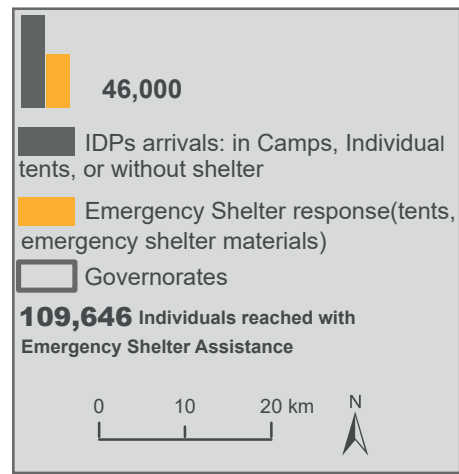 46,000
IDPs arrivals: in Camps, Individual
tents, or without shelter
Emergency Shelter response(tents,
emergency shelter materials)
Governorates
109,646 Individuals reached with
Emergency Shelter Assistance
0 10 20 km N